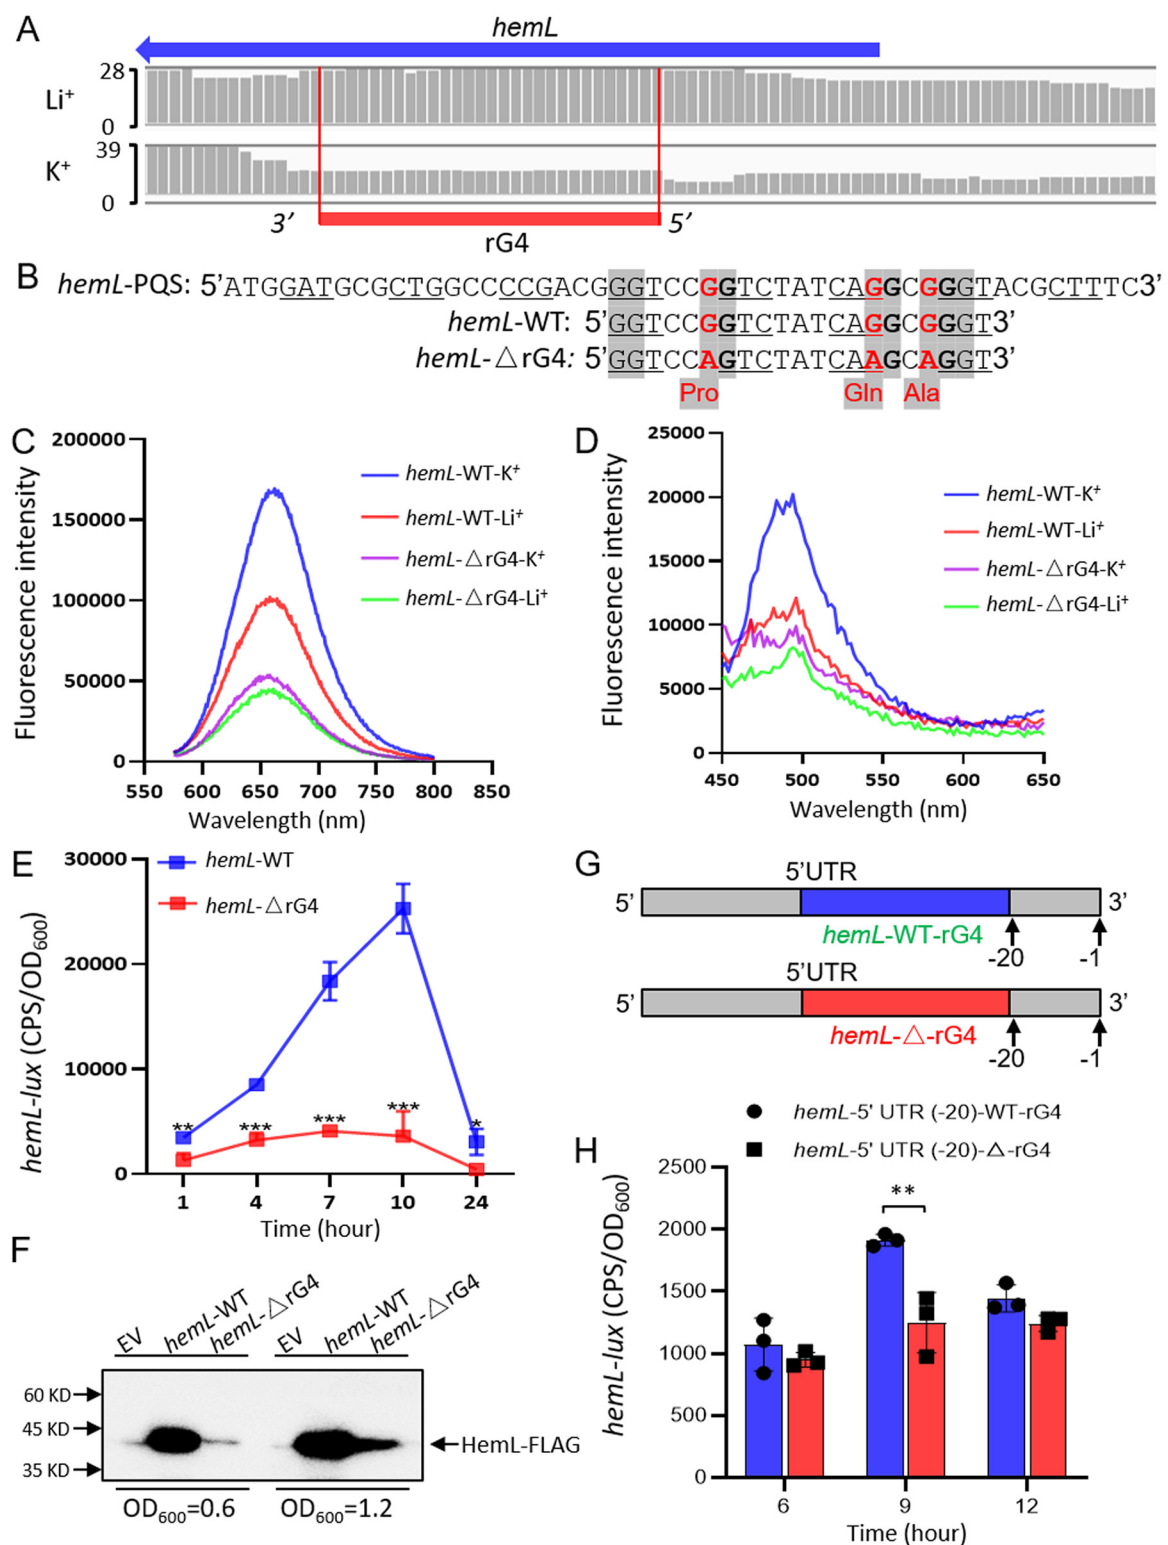 A
hemL
28
Li⁺
0
39
K⁺
0
3’ 5’
rG4
B
hemL-PQS: 5’ATGGATGCGCTGGCCCCGACGGGTCCGGTCTATCAGGCGGGTACGCTTTC3’
hemL-WT: 5’GGTCCGGTCTATCAGGCGGGT3’
hemL-△rG4: 5’GGTCCAGTCTATCAAGCAGGT3’
Pro Gln Ala
C
200000
150000
100000
50000
0
550 600 650 700 750 800 850
Fluorescence intensity
Wavelength (nm)
hemL-WT-K⁺
hemL-WT-Li⁺
hemL-△rG4-K⁺
hemL-△rG4-Li⁺
D
25000
20000
15000
10000
5000
0
450 500 550 600 650
Fluorescence intensity
Wavelength (nm)
hemL-WT-K⁺
hemL-WT-Li⁺
hemL-△rG4-K⁺
hemL-△rG4-Li⁺
E
30000
20000
10000
0
hemL-WT
hemL-△rG4
hemL-lux (CPS/OD₆₀₀)
** *** *** *** *
1 4 7 10 24
Time (hour)
F
EV hemL-WT hemL-△rG4 EV hemL-WT hemL-△rG4
60 KD
45 KD
35 KD
HemL-FLAG
OD₆₀₀=0.6 OD₆₀₀=1.2
G
5’UTR
5’ 3’
hemL-WT-rG4
-20 -1
5’UTR
5’ 3’
hemL-△-rG4
-20 -1
hemL-5' UTR (-20)-WT-rG4
hemL-5' UTR (-20)-△-rG4
H
2500
2000
1500
1000
500
0
hemL-lux (CPS/OD₆₀₀)
**
6 9 12
Time (hour)